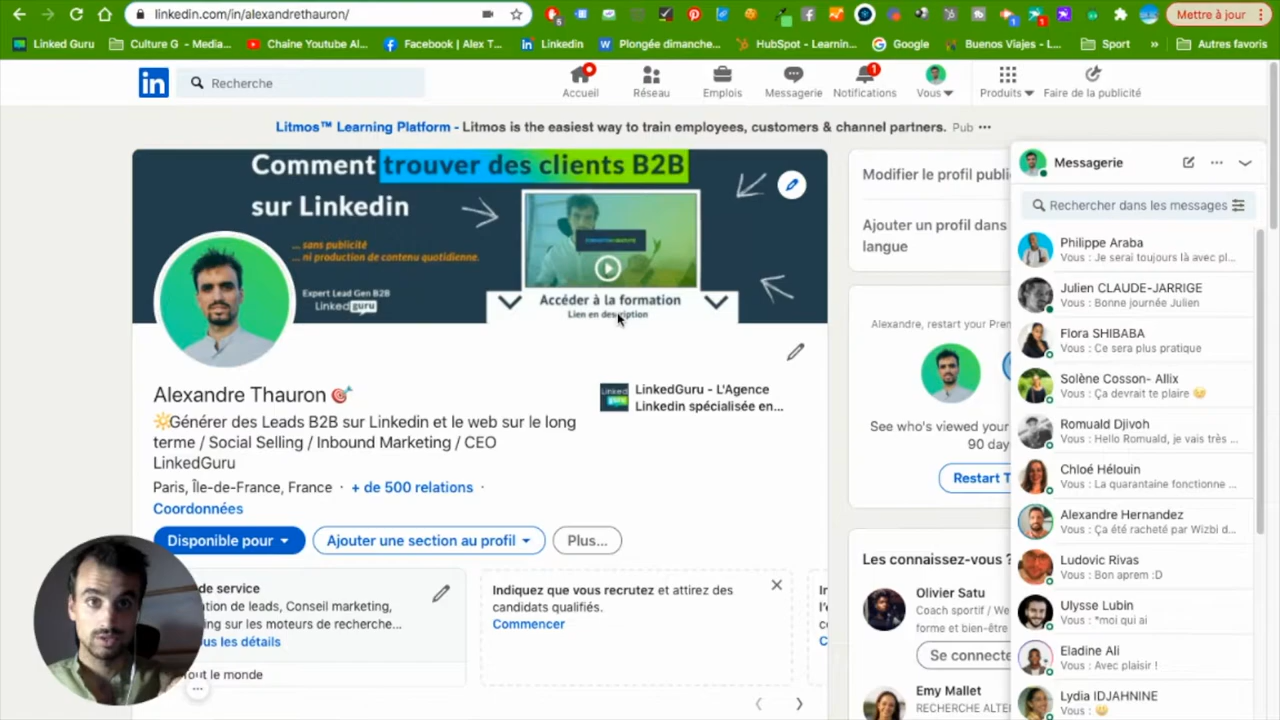 linkedin.com/in/alexandrethauron/
Mettre à jour
Linked Guru
Culture G - Media...
Chaine Youtube Al...
Facebook | Alex T...
Linkedin
Plongée dimanche...
HubSpot - Learnin...
Google
Buenos Viajes - L...
Sport
»
Autres favoris
in
Recherche
Accueil
Réseau
Emplois
Messagerie
1
Notifications
Vous
Produits
Faire de la publicité
Litmos™ Learning Platform - Litmos is the easiest way to train employees, customers & channel partners. Pub
Comment trouver des clients B2B
sur Linkedin
... sans publicité
... ni production de contenu quotidienne.
Expert Lead Gen B2B
Linked guru
Accéder à la formation
Lien en description
Alexandre Thauron
Générer des Leads B2B sur Linkedin et le web sur le long
terme / Social Selling / Inbound Marketing / CEO
LinkedGuru
Paris, Île-de-France, France · + de 500 relations ·
Coordonnées
LinkedGuru - L'Agence
Linkedin spécialisée en...
Disponible pour
Ajouter une section au profil
Plus...
de service
tion de leads, Conseil marketing,
ing sur les moteurs de recherche...
ous les détails
out le monde
Indiquez que vous recrutez et attirez des
candidats qualifiés.
Commencer
Modifier le profil publi
Ajouter un profil dans
langue
Alexandre, restart your Pren
See who's viewed your
90 day
Restart T
Les connaissez-vous ?
Olivier Satu
Coach sportif / We
forme et bien-être
Se connecte
Emy Mallet
RECHERCHE ALTER
Messagerie
Rechercher dans les messages
Philippe Araba
Vous : Je serai toujours là avec pl...
Julien CLAUDE-JARRIGE
Vous : Bonne journée Julien
Flora SHIBABA
Vous : Ce sera plus pratique
Solène Cosson- Allix
Vous : Ça devrait te plaire
Romuald Djivoh
Vous : Hello Romuald, je vais très ...
Chloé Hélouin
Vous : La quarantaine fonctionne ...
Alexandre Hernandez
Vous : Ça été racheté par Wizbi d...
Ludovic Rivas
Vous : Bon aprem :D
Ulysse Lubin
Vous : *moi qui ai
Eladine Ali
Vous : Avec plaisir !
Lydia IDJAHNINE
Vous :